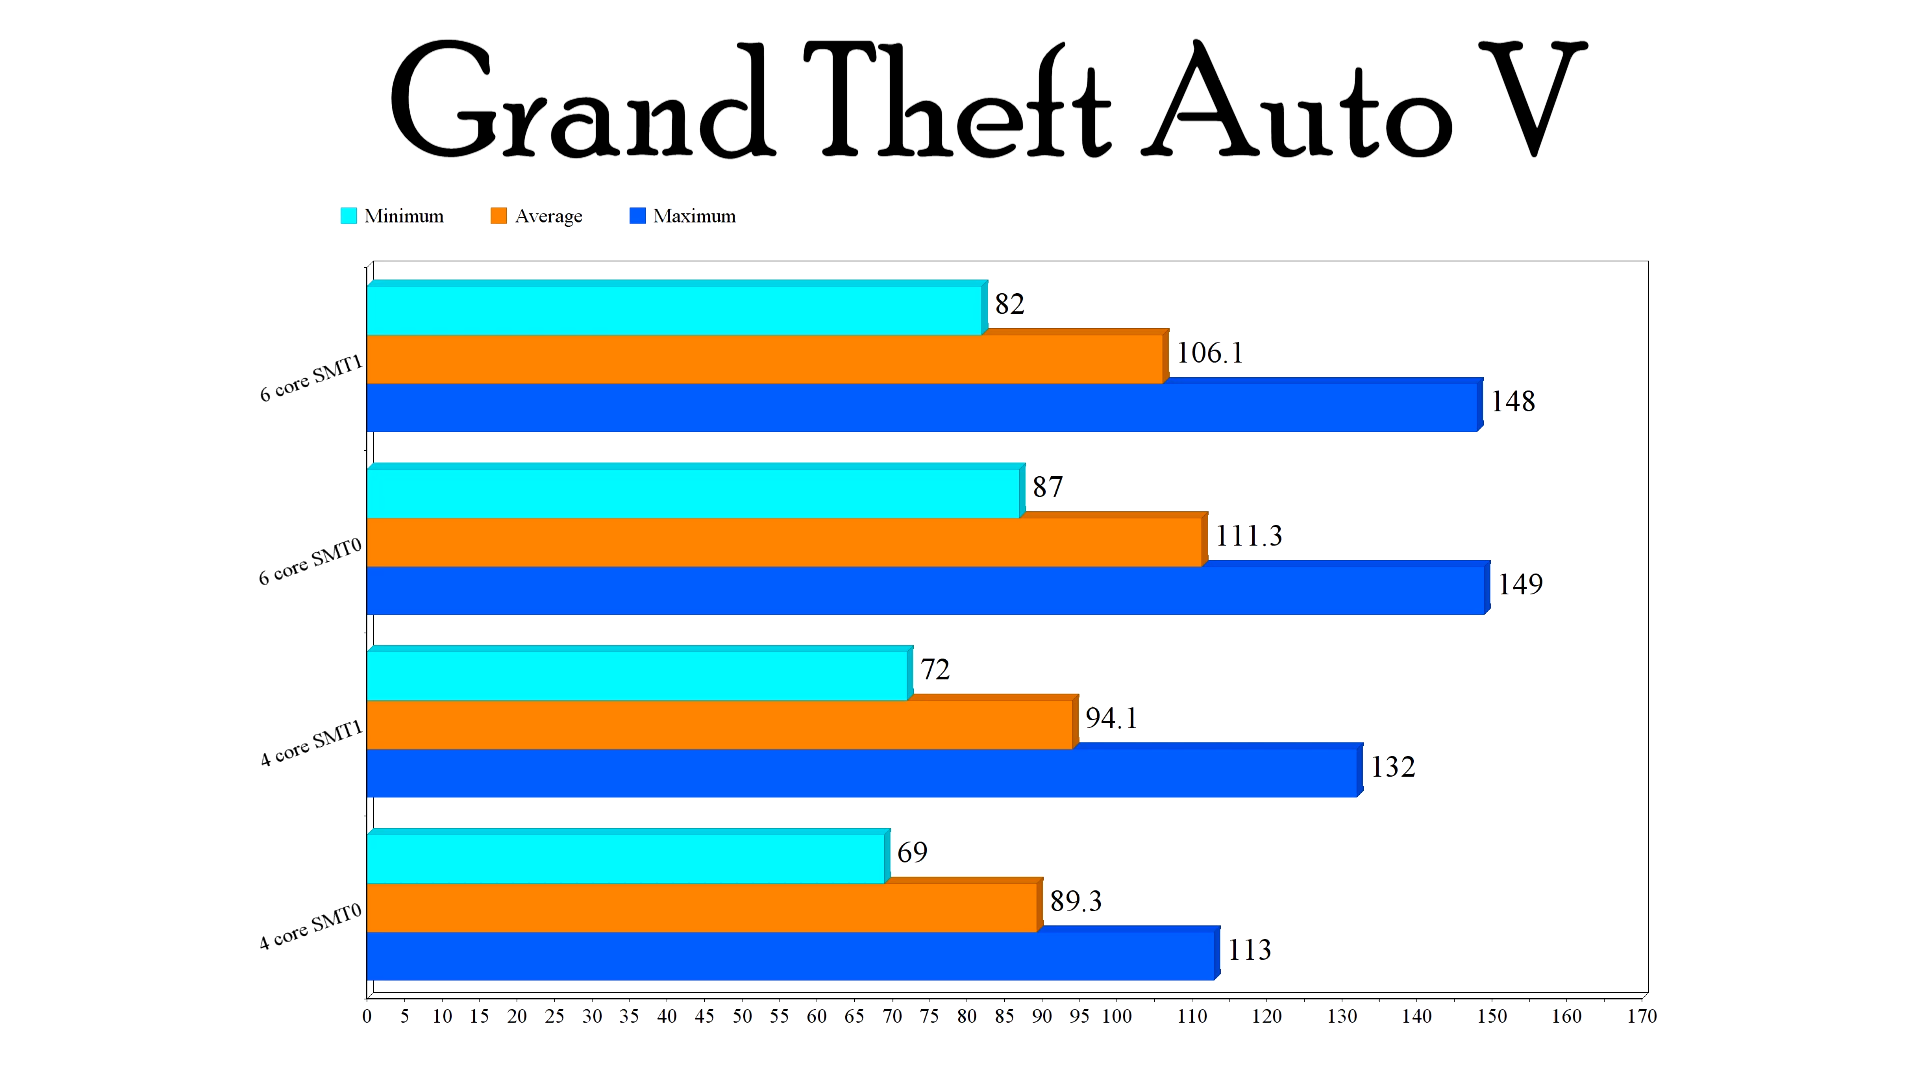 Grand Theft Auto V
Minimum Average Maximum
6 core SMT1
82
106.1
148
6 core SMT0
87
111.3
149
4 core SMT1
72
94.1
132
4 core SMT0
69
89.3
113
0 5 10 15 20 25 30 35 40 45 50 55 60 65 70 75 80 85 90 95 100 110 120 130 140 150 160 170